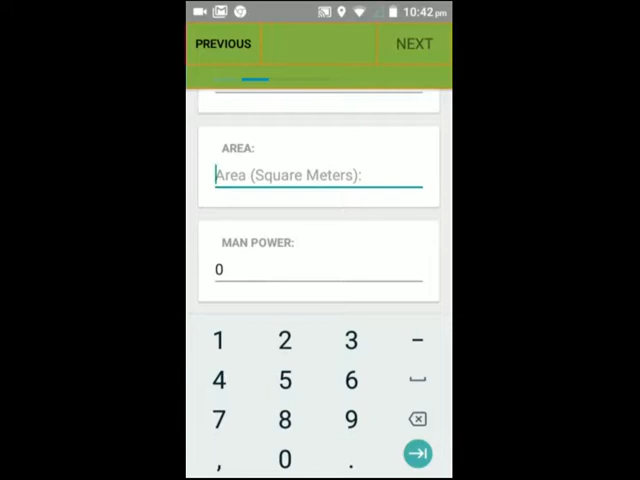 10:42 pm
PREVIOUS NEXT
AREA:
Area (Square Meters):
MAN POWER:
0
1 2 3 -
4 5 6
7 8 9
, 0 .